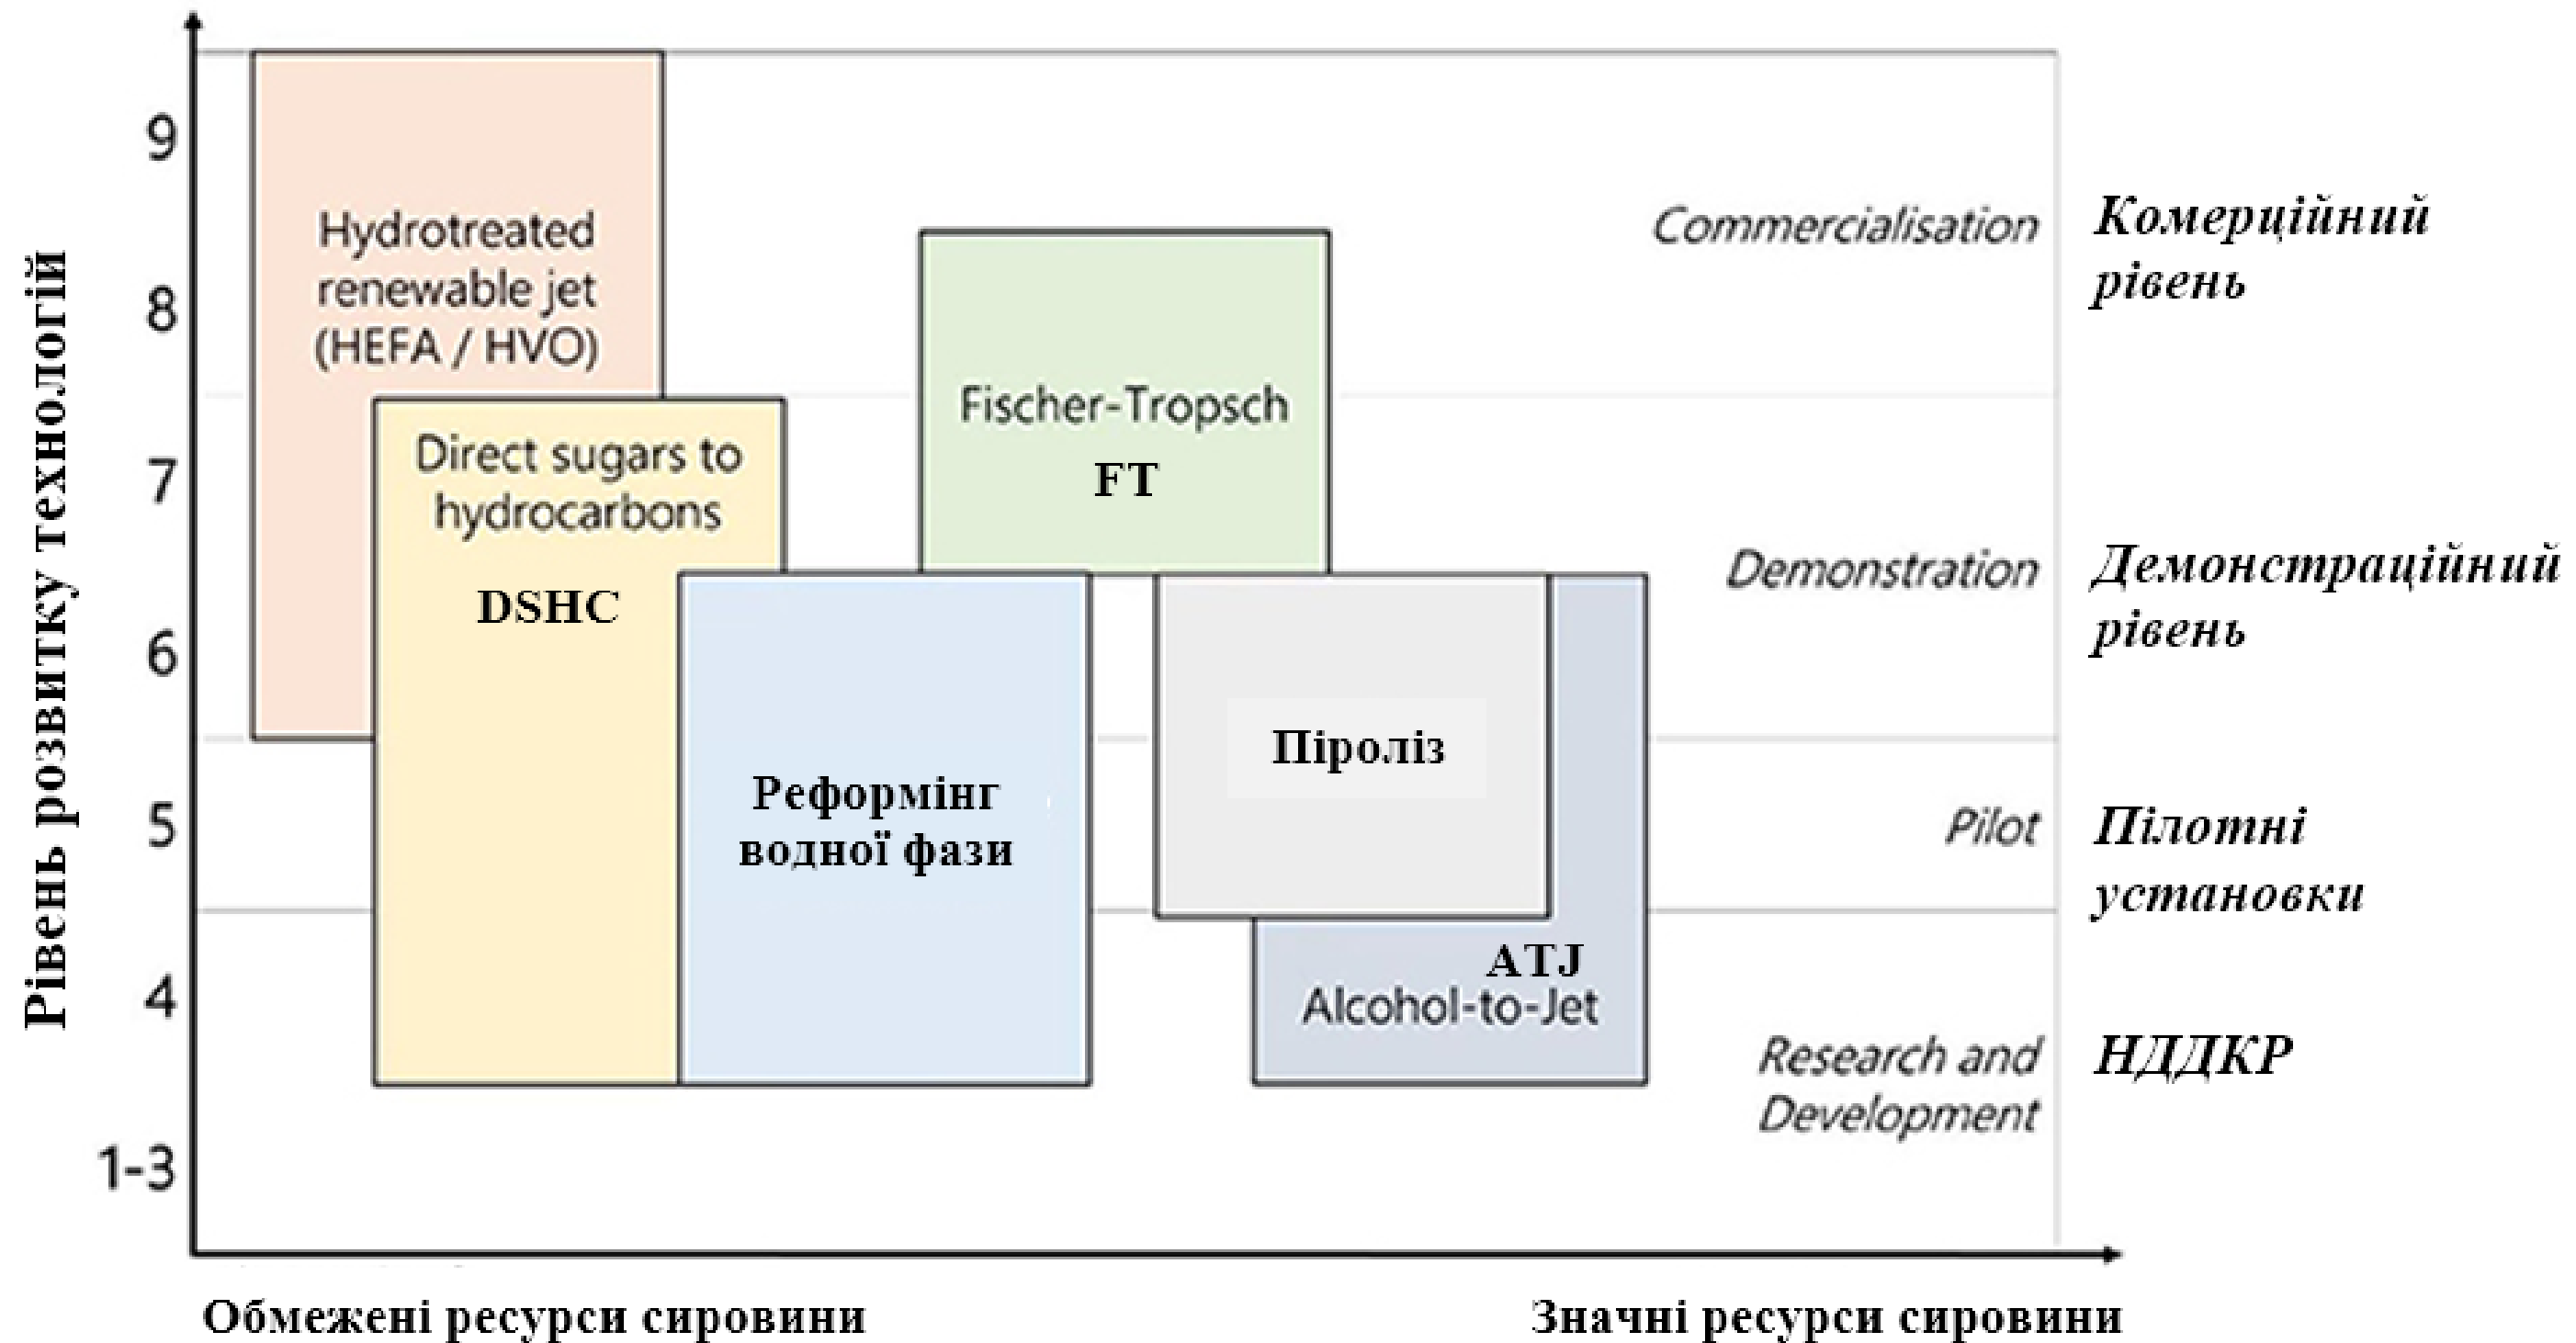 Рівень розвитку технологій
9
8
7
6
5
4
1-3
Hydrotreated
renewable jet
(HEFA / HVO)
Direct sugars to
hydrocarbons
DSHC
Реформінг
водної фази
Fischer-Tropsch
FT
Піроліз
ATJ
Alcohol-to-Jet
Commercialisation
Комерційний
рівень
Demonstration
Демонстраційний
рівень
Pilot
Пілотні
установки
Research and
Development
НДДКР
Обмежені ресурси сировини
Значні ресурси сировини